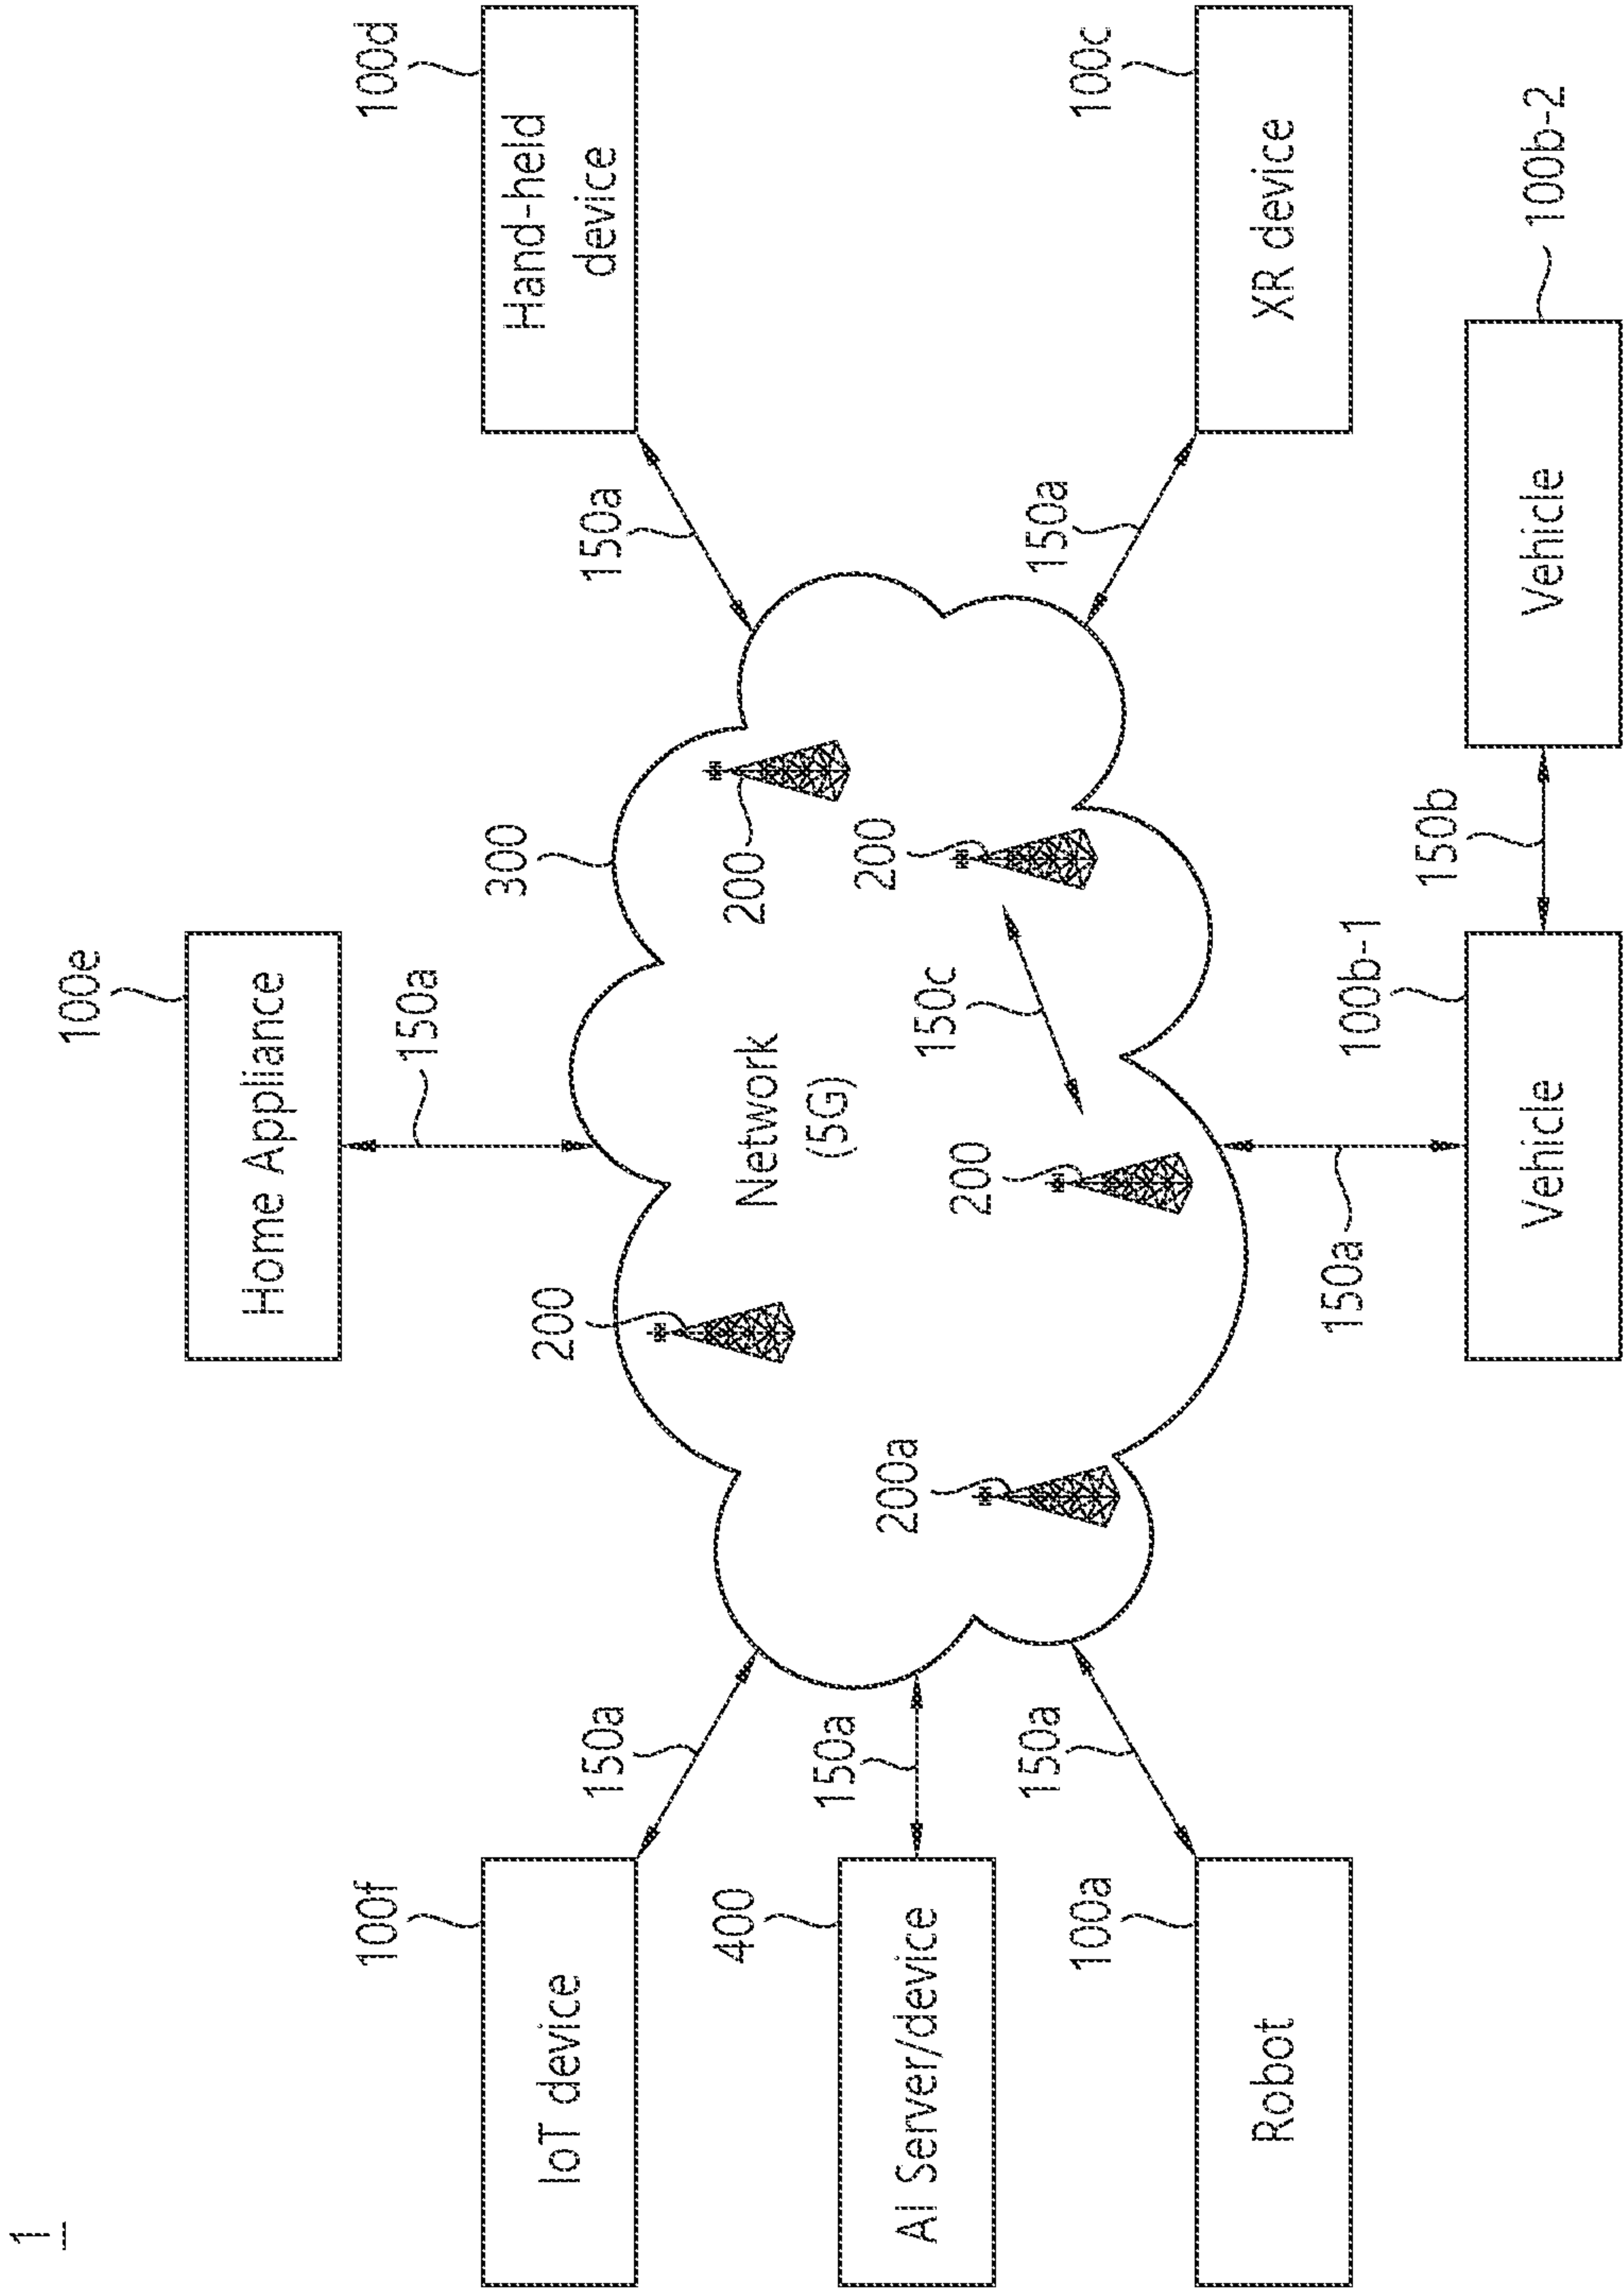 1
100e
Home Appliance
150a
100f
IoT device
150a
300
100d
Hand-held
device
150a
200
200
Network
(5G)
400
AI Server/device
150a
200a
200
150c
200
100a
Robot
150a
100c
XR device
150a
150a
100b-1
Vehicle
150b
Vehicle
100b-2